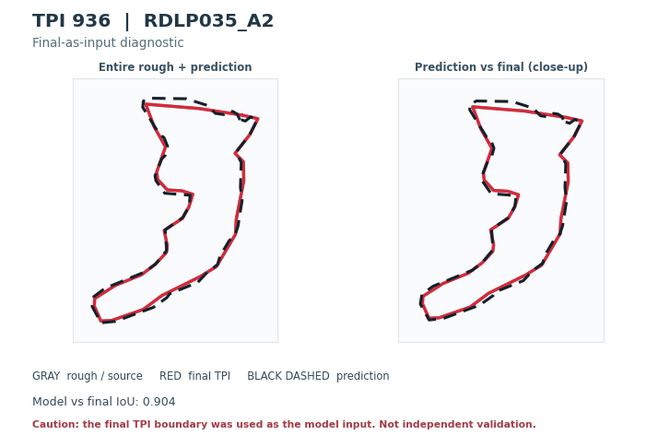 TPI 936 | RDLP035_A2
Final-as-input diagnostic
Entire rough + prediction
Prediction vs final (close-up)
GRAY rough / source RED final TPI BLACK DASHED prediction
Model vs final IoU: 0.904
Caution: the final TPI boundary was used as the model input. Not independent validation.